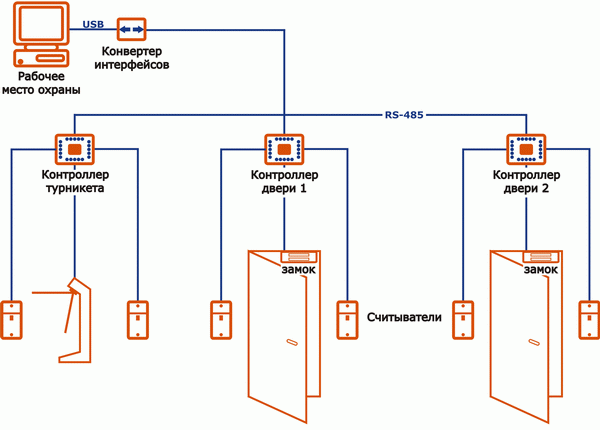 USB
Конвертер
интерфейсов
Рабочее
место охраны
RS-485
Контроллер
турникета
Контроллер
двери 1
Контроллер
двери 2
замок
замок
Считыватели